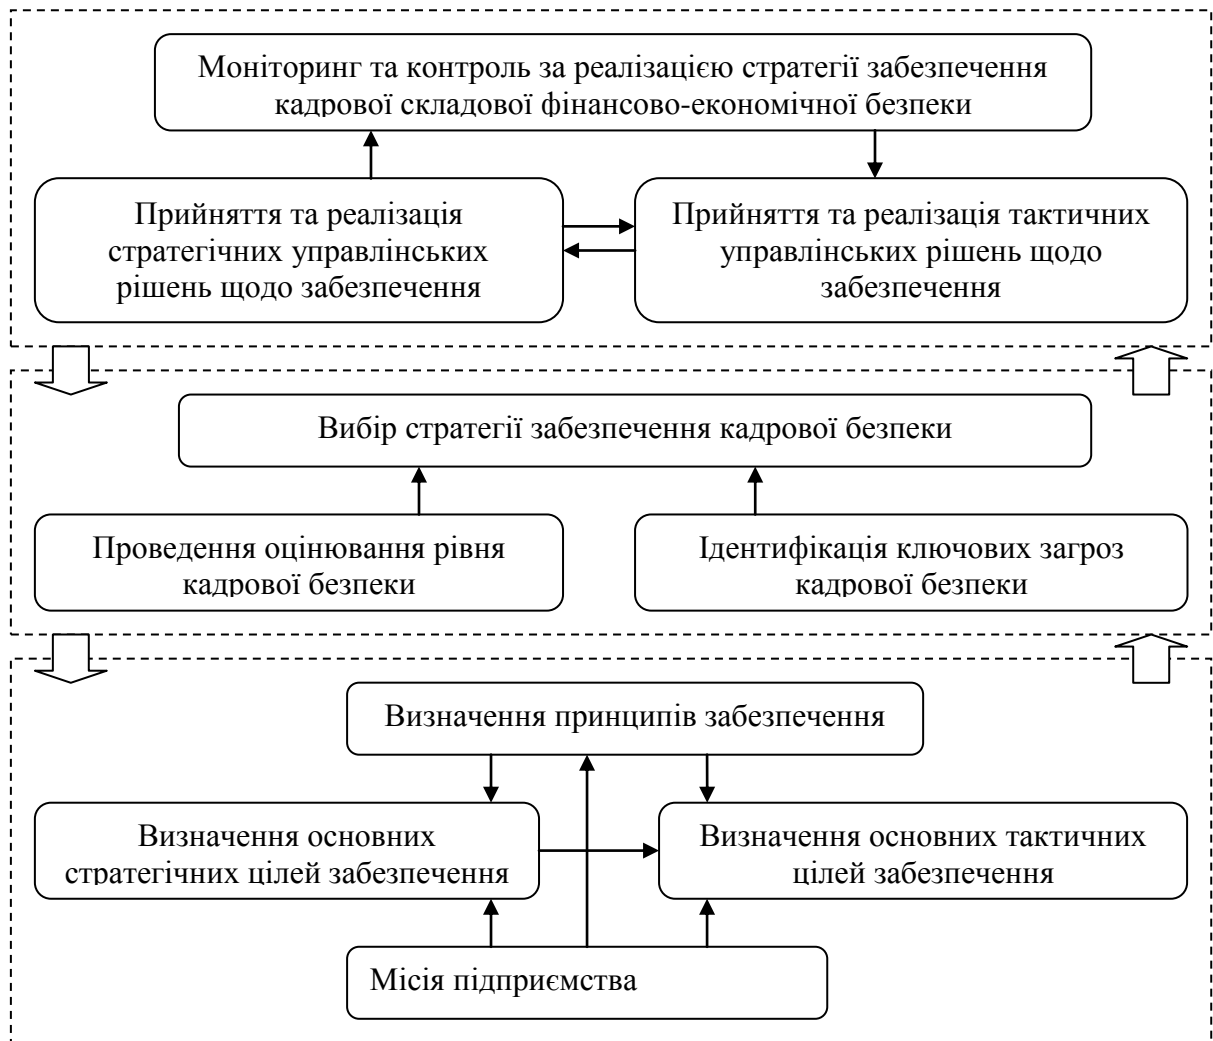 Моніторинг та контроль за реалізацією стратегії забезпечення
кадрової складової фінансово-економічної безпеки
Прийняття та реалізація
стратегічних управлінських
рішень щодо забезпечення
Прийняття та реалізація тактичних
управлінських рішень щодо
забезпечення
Вибір стратегії забезпечення кадрової безпеки
Проведення оцінювання рівня
кадрової безпеки
Ідентифікація ключових загроз
кадрової безпеки
Визначення принципів забезпечення
Визначення основних
стратегічних цілей забезпечення
Визначення основних тактичних
цілей забезпечення
Місія підприємства